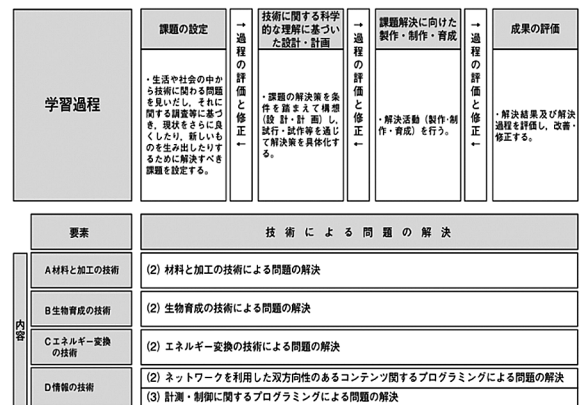 学習過程
課題の設定
・生活や社会の中か
ら技術に関わる問題
を見いだし，それに
関する調査等に基づ
き，現状をさらに良
くしたり，新しいも
のを生み出したりす
るために解決すべき
課題を設定する。
→過程の評価と修正←
技術に関する科学
的な理解に基づい
た設計・計画
・課題の解決策を条
件を踏まえて構想
（設計・計画）し，
試行・試作等を通じ
て解決策を具体化す
る。
→過程の評価と修正←
課題解決に向けた
製作・制作・育成
・解決活動（製作・制
作・育成）を行う。
→過程の評価と修正←
成果の評価
・解決結果及び解決
過程を評価し，改善・
修正する。
要素
技術による問題の解決
内容
A材料と加工の技術
(2) 材料と加工の技術による問題の解決
B生物育成の技術
(2) 生物育成の技術による問題の解決
Cエネルギー変換
の技術
(2) エネルギー変換の技術による問題の解決
D情報の技術
(2) ネットワークを利用した双方向性のあるコンテンツ関するプログラミングによる問題の解決
(3) 計測・制御に関するプログラミングによる問題の解決